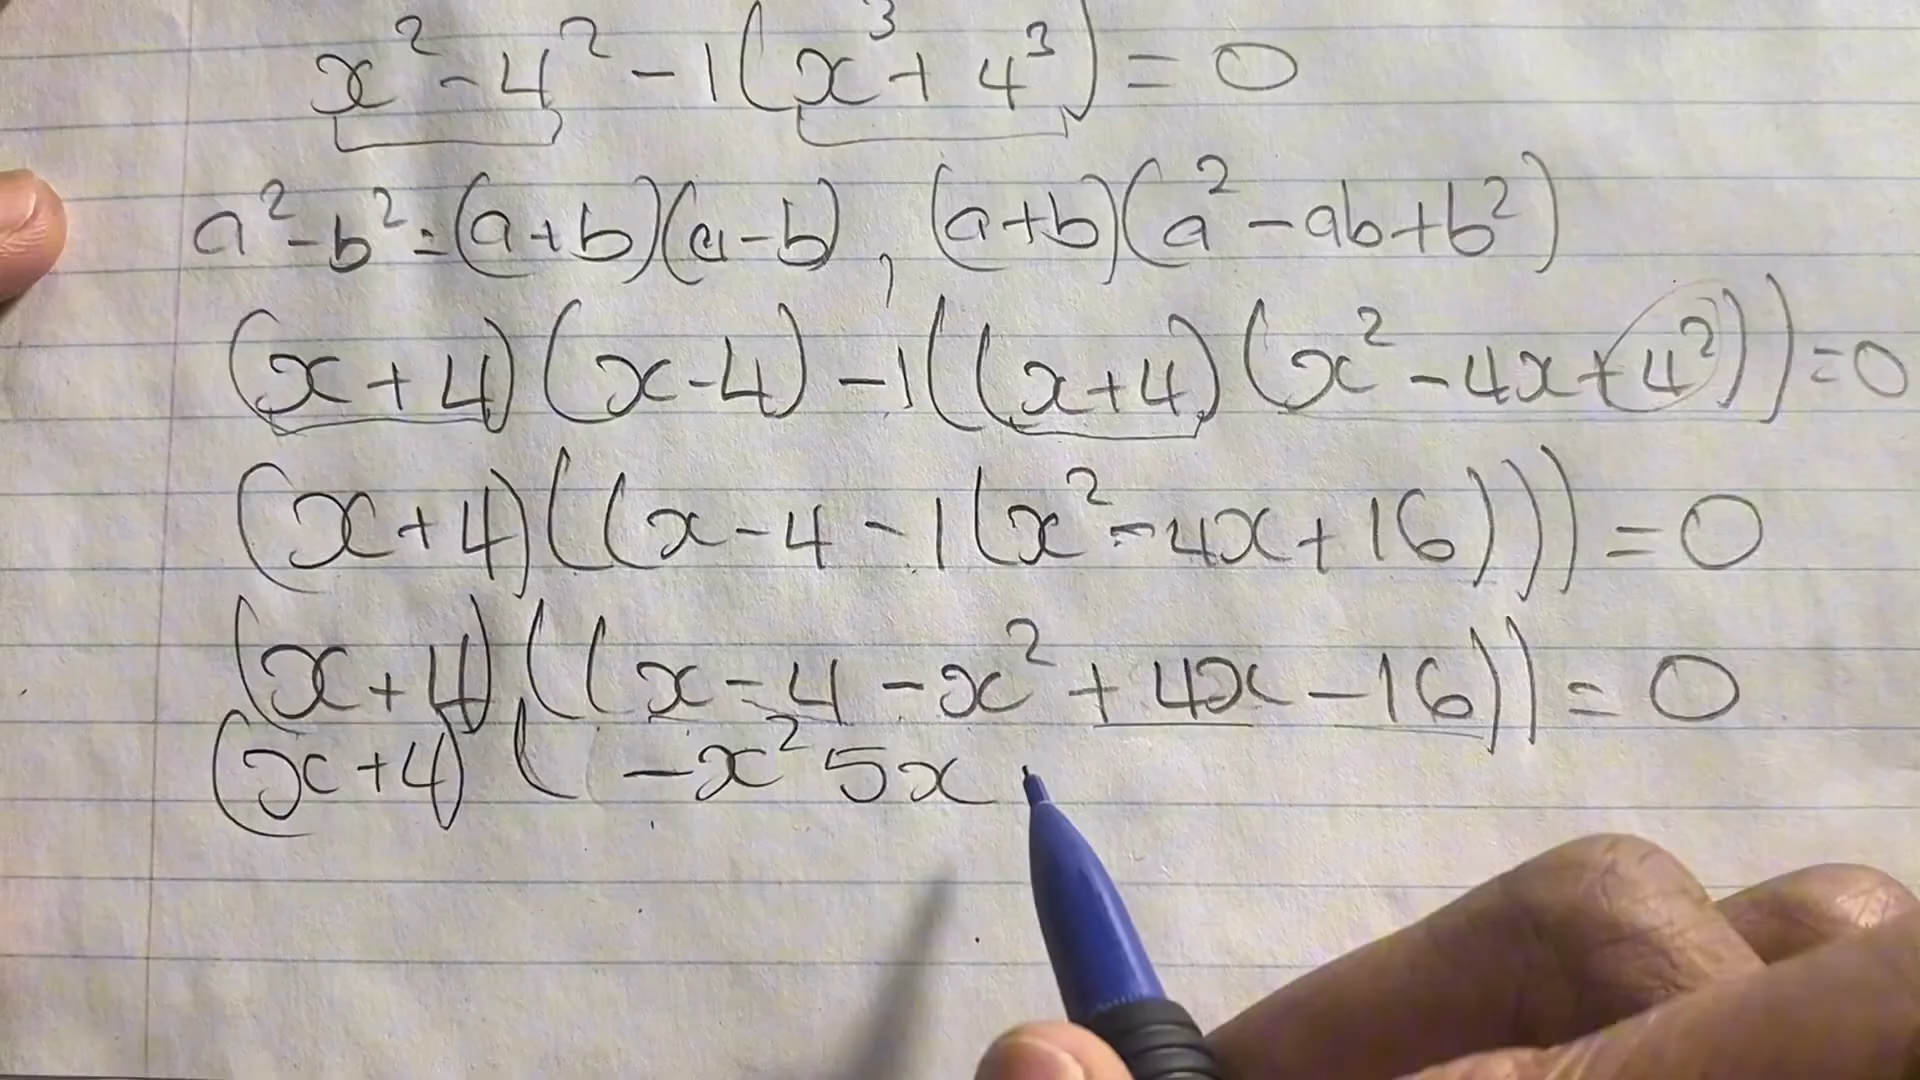 x² - 4² - 1(x³ + 4³) = 0
a² - b² = (a+b)(a-b), (a+b)(a² - ab + b²)
(x+4)(x-4) - 1((x+4)(x² - 4x + 4²)) = 0
(x+4)((x - 4 - 1(x² - 4x + 16))) = 0
(x+4)((x - 4 - x² + 4x - 16)) = 0
(x+4)( -x² 5x